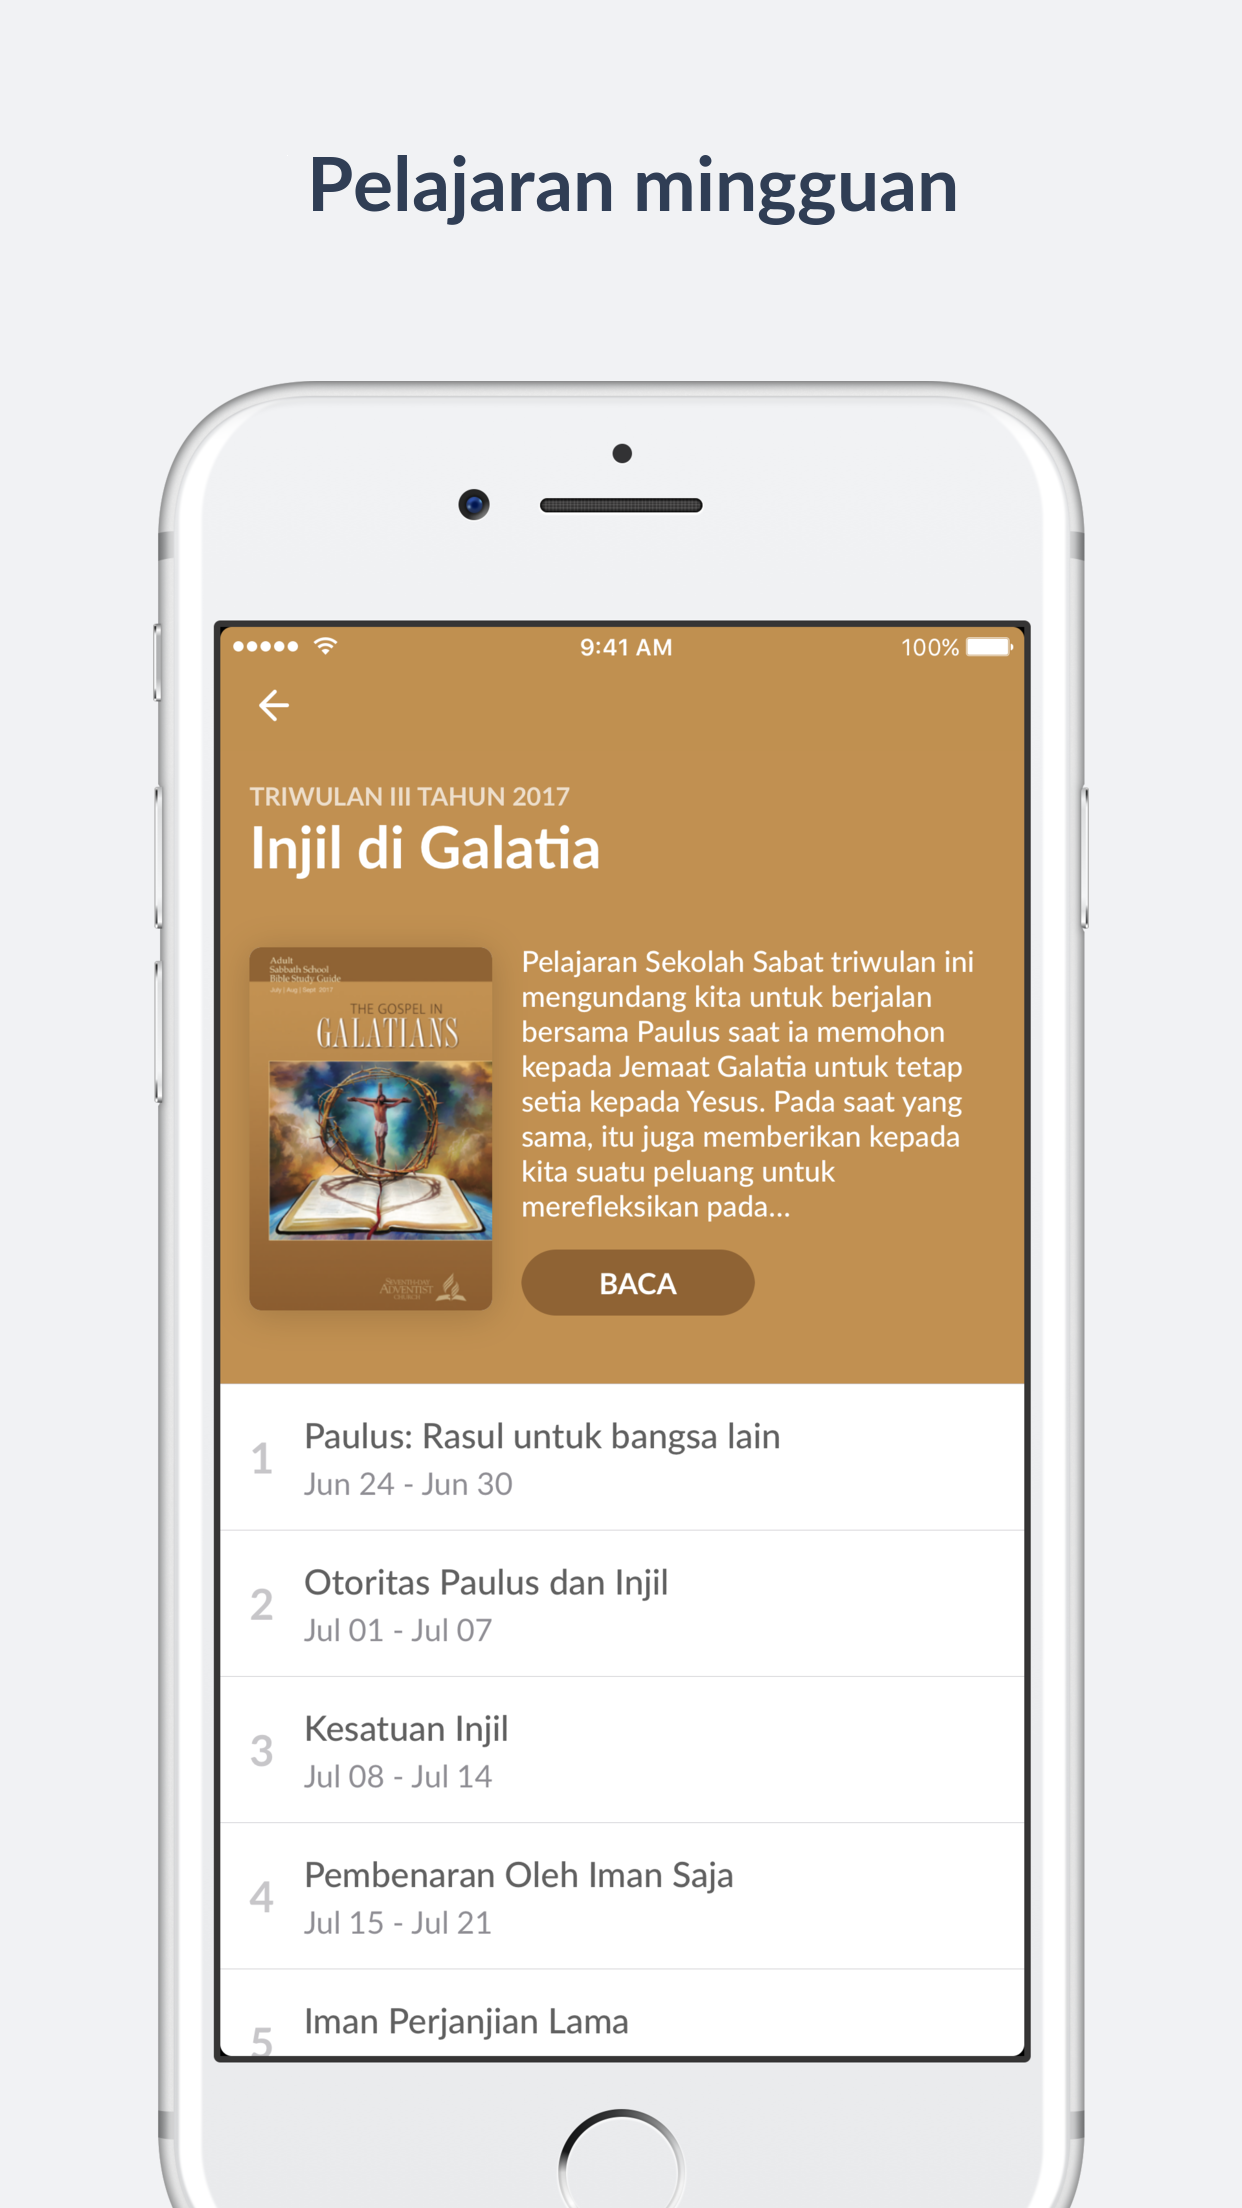 Pelajaran mingguan
9:41 AM
100%
TRIWULAN III TAHUN 2017
Injil di Galatia
Adult
Sabbath School
Bible Study Guide
July | Aug | Sept 2017
THE GOSPEL IN
GALATIANS
SEVENTH-DAY
ADVENTIST
CHURCH
Pelajaran Sekolah Sabat triwulan ini
mengundang kita untuk berjalan
bersama Paulus saat ia memohon
kepada Jemaat Galatia untuk tetap
setia kepada Yesus. Pada saat yang
sama, itu juga memberikan kepada
kita suatu peluang untuk
merefleksikan pada...
BACA
1
Paulus: Rasul untuk bangsa lain
Jun 24 - Jun 30
2
Otoritas Paulus dan Injil
Jul 01 - Jul 07
3
Kesatuan Injil
Jul 08 - Jul 14
4
Pembenaran Oleh Iman Saja
Jul 15 - Jul 21
5
Iman Perjanjian Lama